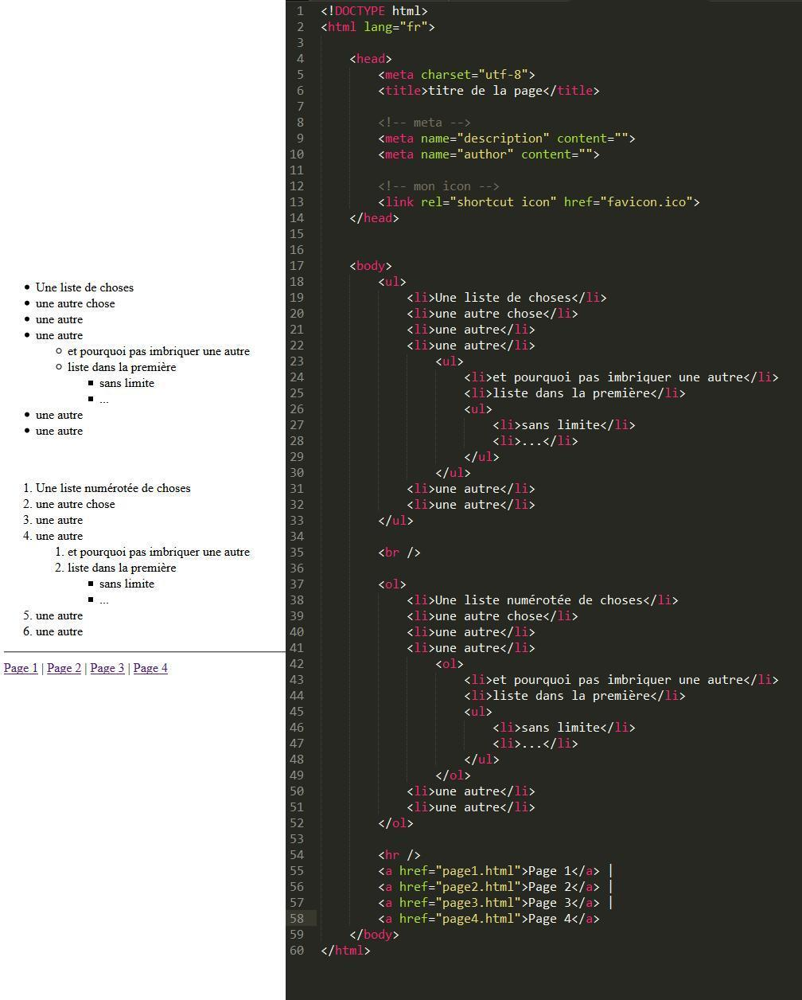 Une liste de choses
une autre chose
une autre
une autre
et pourquoi pas imbriquer une autre
liste dans la première
sans limite
...
une autre
une autre
1. Une liste numérotée de choses
2. une autre chose
3. une autre
4. une autre
1. et pourquoi pas imbriquer une autre
2. liste dans la première
sans limite
...
5. une autre
6. une autre
Page 1 | Page 2 | Page 3 | Page 4
1 <!DOCTYPE html>
2 <html lang="fr">
3
4 <head>
5 <meta charset="utf-8">
6 <title>titre de la page</title>
7
8 <!-- meta -->
9 <meta name="description" content="">
10 <meta name="author" content="">
11
12 <!-- mon icon -->
13 <link rel="shortcut icon" href="favicon.ico">
14 </head>
15
16
17 <body>
18 <ul>
19 <li>Une liste de choses</li>
20 <li>une autre chose</li>
21 <li>une autre</li>
22 <li>une autre</li>
23 <ul>
24 <li>et pourquoi pas imbriquer une autre</li>
25 <li>liste dans la première</li>
26 <ul>
27 <li>sans limite</li>
28 <li>...</li>
29 </ul>
30 </ul>
31 <li>une autre</li>
32 <li>une autre</li>
33 </ul>
34
35 <br />
36
37 <ol>
38 <li>Une liste numérotée de choses</li>
39 <li>une autre chose</li>
40 <li>une autre</li>
41 <li>une autre</li>
42 <ol>
43 <li>et pourquoi pas imbriquer une autre</li>
44 <li>liste dans la première</li>
45 <ul>
46 <li>sans limite</li>
47 <li>...</li>
48 </ul>
49 </ol>
50 <li>une autre</li>
51 <li>une autre</li>
52 </ol>
53
54 <hr />
55 <a href="page1.html">Page 1</a> |
56 <a href="page2.html">Page 2</a> |
57 <a href="page3.html">Page 3</a> |
58 <a href="page4.html">Page 4</a>
59 </body>
60 </html>